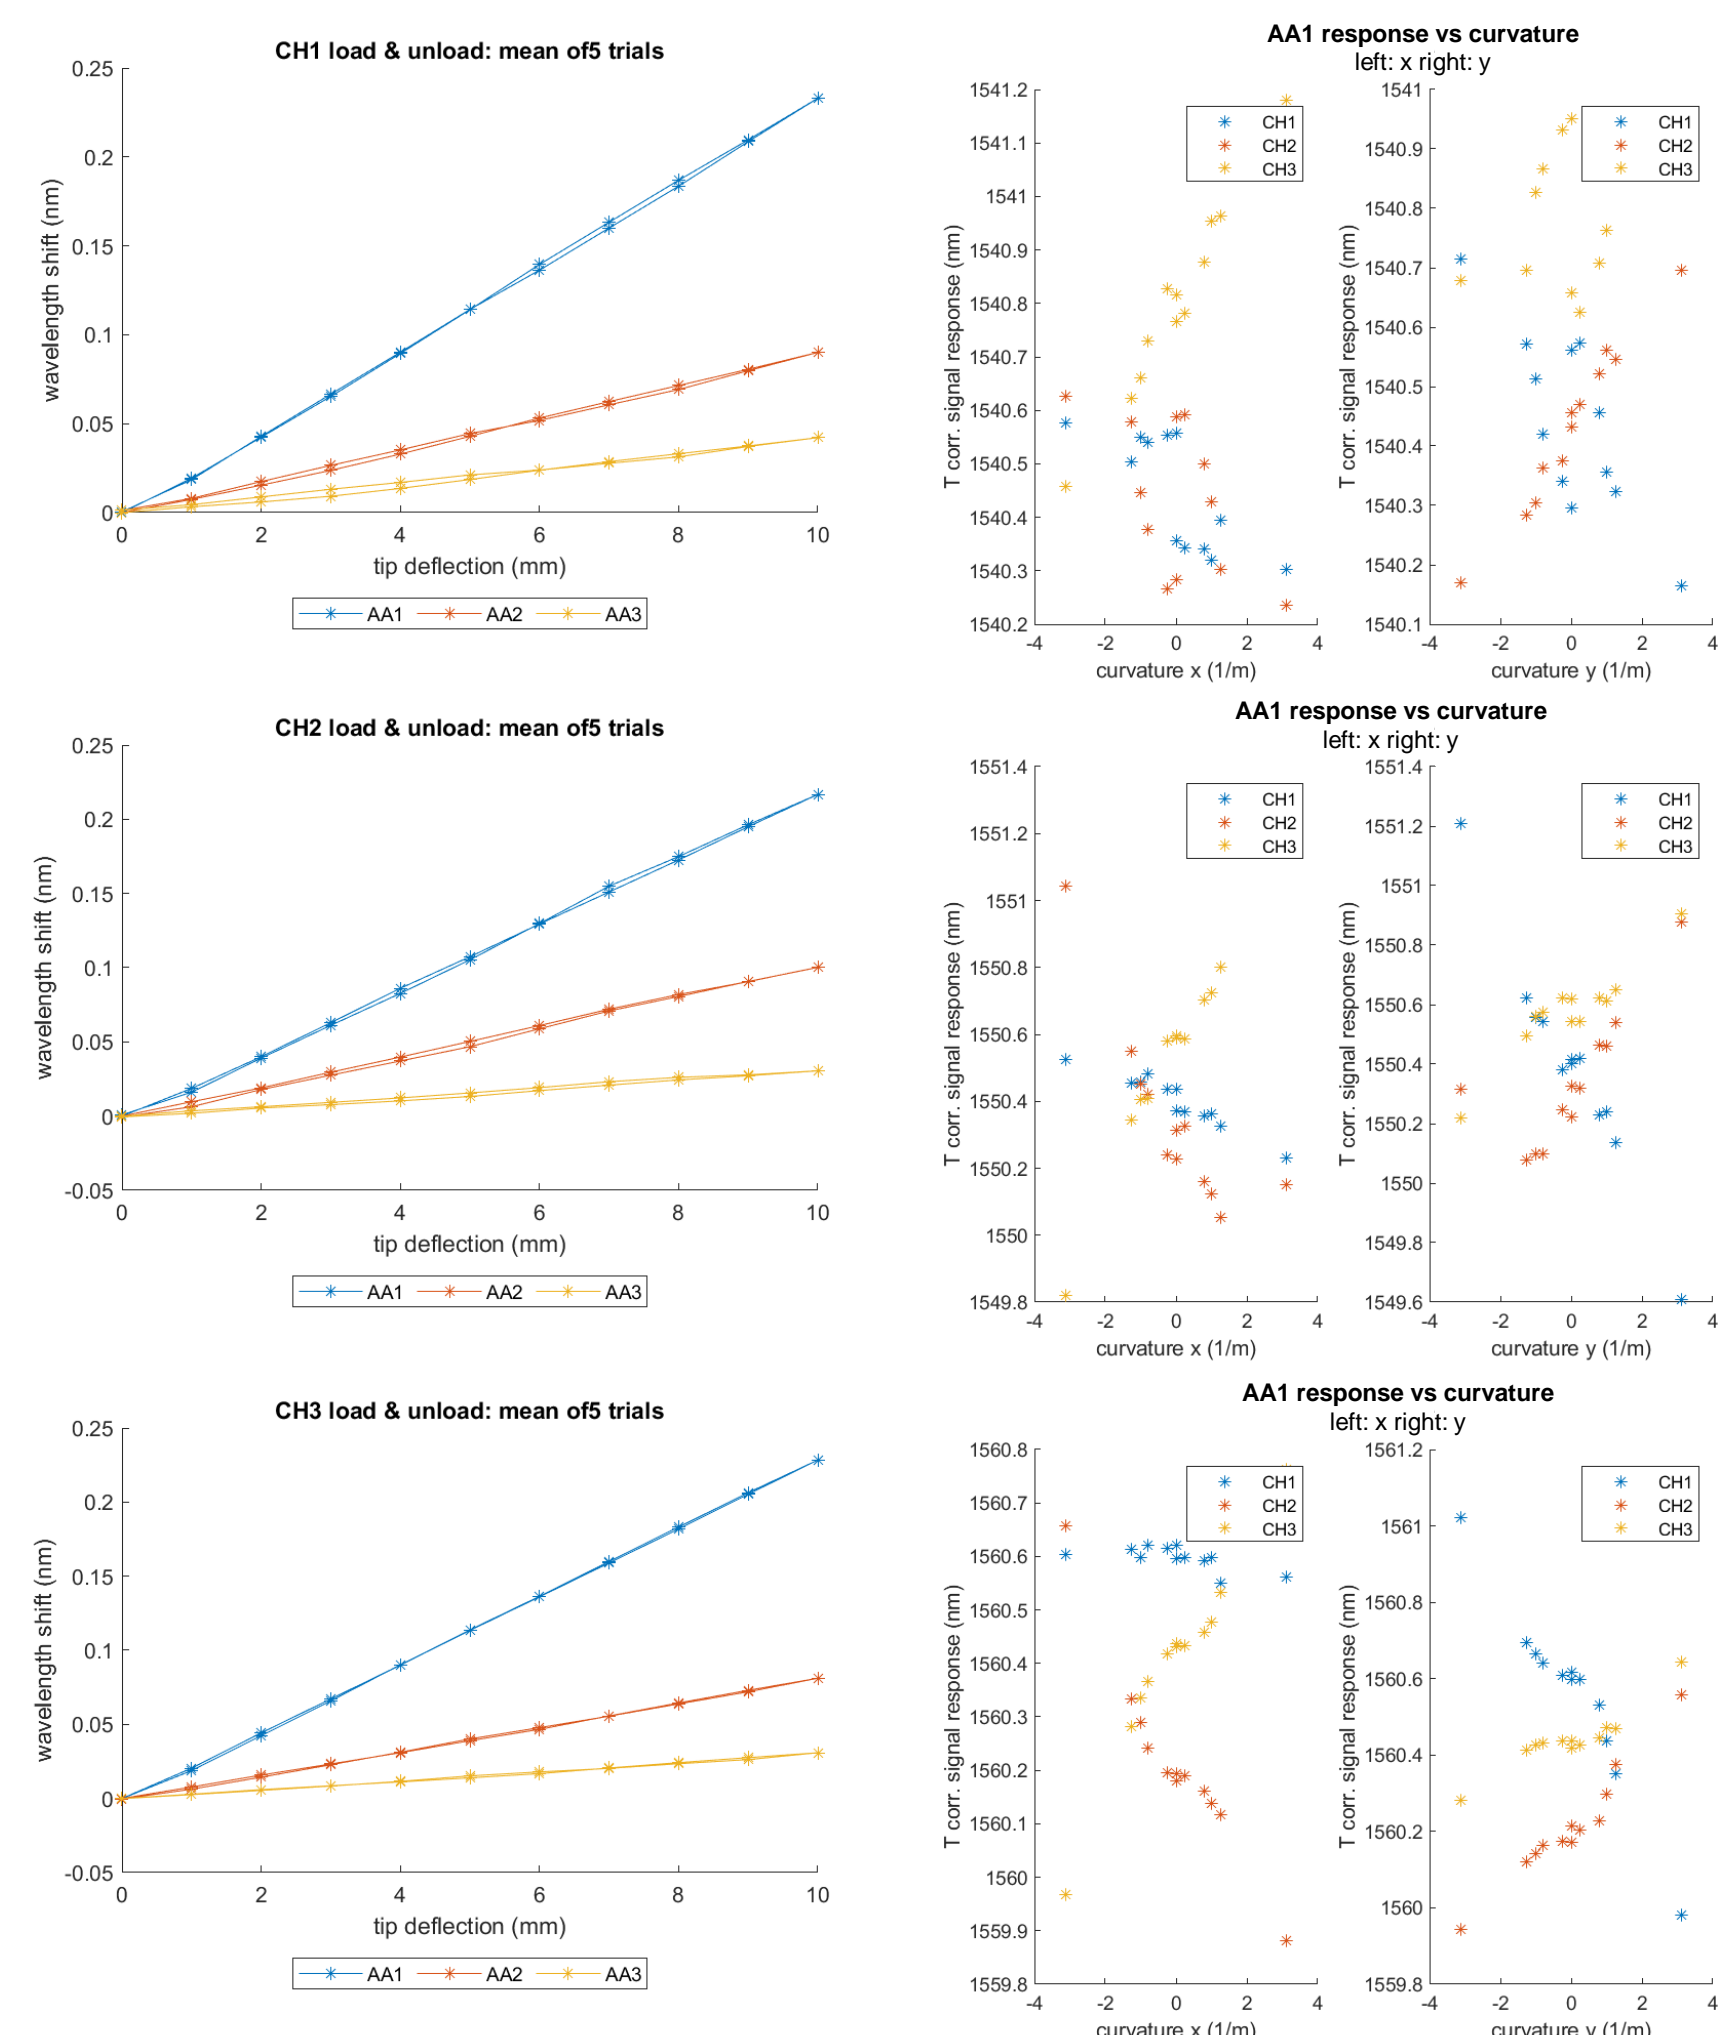 CH1 load & unload: mean of5 trials
0.25
0.2
0.15
0.1
0.05
0
wavelength shift (nm)
0 2 4 6 8 10
tip deflection (mm)
AA1 AA2 AA3
AA1 response vs curvature
left: x right: y
1541.2
1541.1
1541
1540.9
1540.8
1540.7
1540.6
1540.5
1540.4
1540.3
1540.2
T corr. signal response (nm)
CH1
CH2
CH3
-4 -2 0 2 4
curvature x (1/m)
1541
1540.9
1540.8
1540.7
1540.6
1540.5
1540.4
1540.3
1540.2
1540.1
T corr. signal response (nm)
CH1
CH2
CH3
-4 -2 0 2 4
curvature y (1/m)
CH2 load & unload: mean of5 trials
0.25
0.2
0.15
0.1
0.05
0
-0.05
wavelength shift (nm)
0 2 4 6 8 10
tip deflection (mm)
AA1 AA2 AA3
AA1 response vs curvature
left: x right: y
1551.4
1551.2
1551
1550.8
1550.6
1550.4
1550.2
1550
1549.8
T corr. signal response (nm)
CH1
CH2
CH3
-4 -2 0 2 4
curvature x (1/m)
1551.4
1551.2
1551
1550.8
1550.6
1550.4
1550.2
1550
1549.8
1549.6
T corr. signal response (nm)
CH1
CH2
CH3
-4 -2 0 2 4
curvature y (1/m)
CH3 load & unload: mean of5 trials
0.25
0.2
0.15
0.1
0.05
0
-0.05
wavelength shift (nm)
0 2 4 6 8 10
tip deflection (mm)
AA1 AA2 AA3
AA1 response vs curvature
left: x right: y
1560.8
1560.7
1560.6
1560.5
1560.4
1560.3
1560.2
1560.1
1560
1559.9
1559.8
T corr. signal response (nm)
CH1
CH2
CH3
-4 -2 0 2 4
curvature x (1/m)
1561.2
1561
1560.8
1560.6
1560.4
1560.2
1560
1559.8
T corr. signal response (nm)
CH1
CH2
CH3
-4 -2 0 2 4
curvature y (1/m)